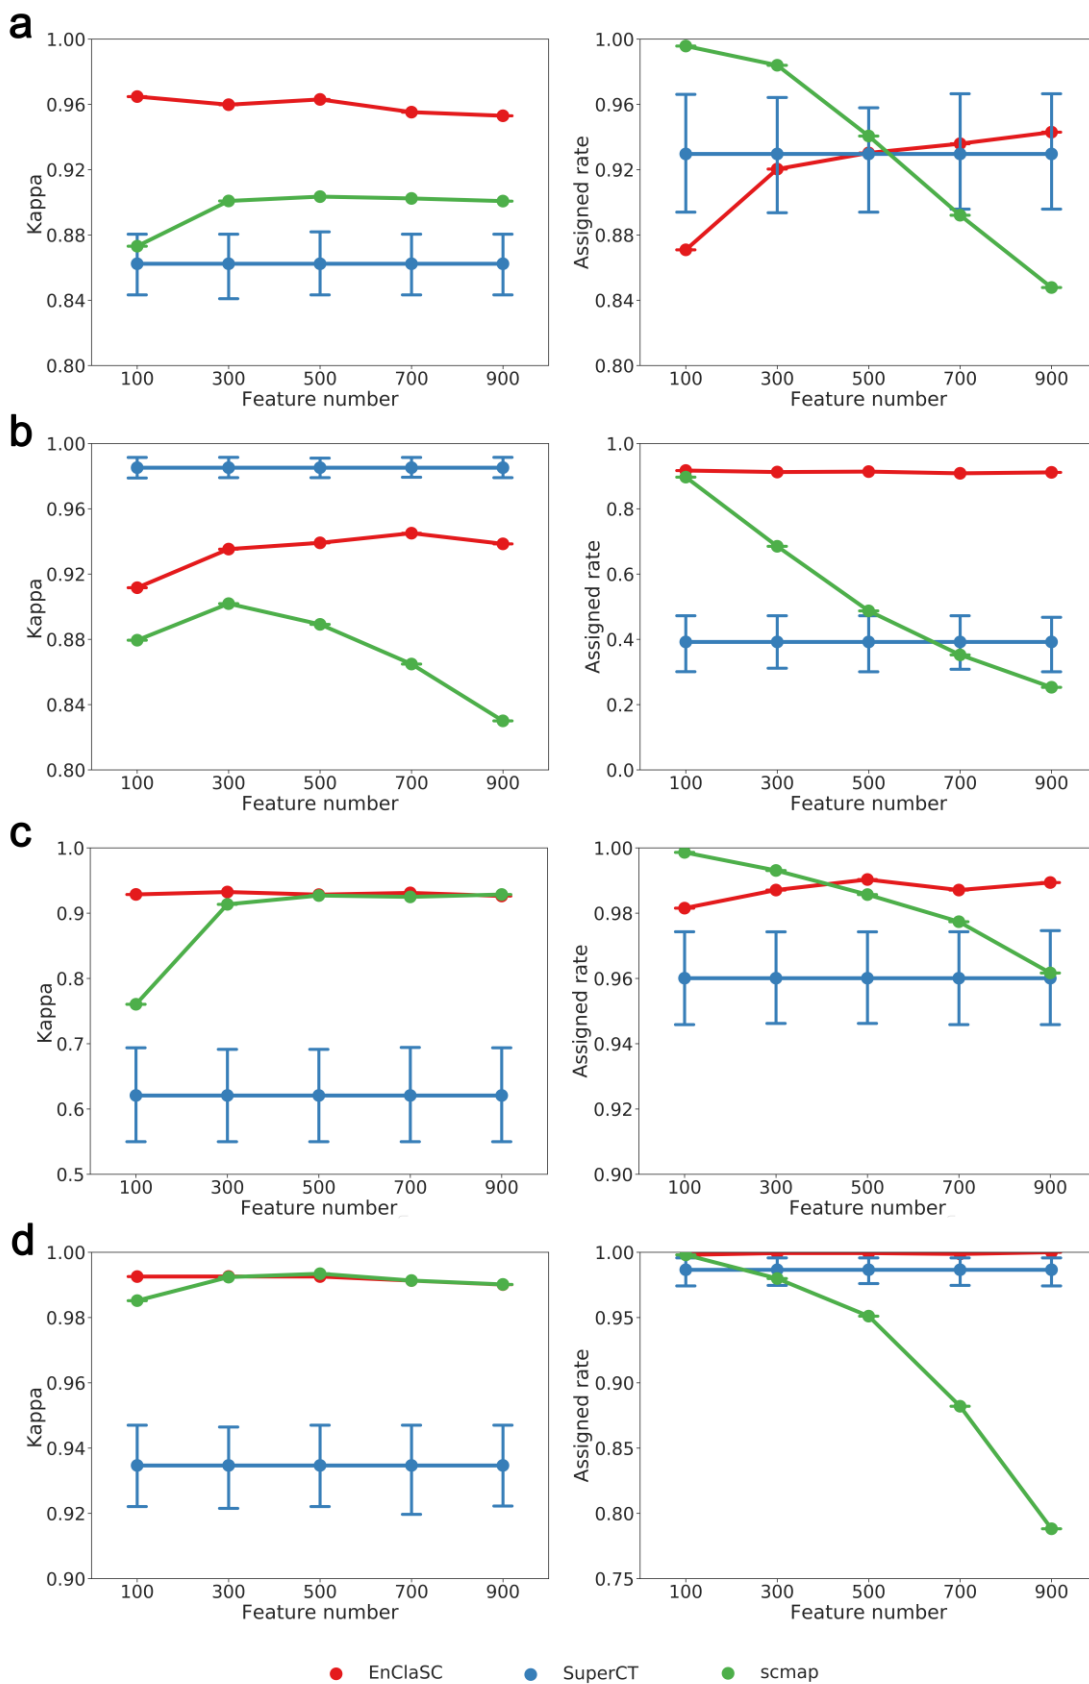 a
1.00
0.96
0.92
0.88
0.84
0.80
Kappa
100 300 500 700 900
Feature number
1.00
0.96
0.92
0.88
0.84
0.80
Assigned rate
100 300 500 700 900
Feature number
b
1.00
0.96
0.92
0.88
0.84
0.80
Kappa
100 300 500 700 900
Feature number
1.0
0.8
0.6
0.4
0.2
0.0
Assigned rate
100 300 500 700 900
Feature number
c
1.0
0.9
0.8
0.7
0.6
0.5
Kappa
100 300 500 700 900
Feature number
1.00
0.98
0.96
0.94
0.92
0.90
Assigned rate
100 300 500 700 900
Feature number
d
1.00
0.98
0.96
0.94
0.92
0.90
Kappa
100 300 500 700 900
Feature number
1.00
0.95
0.90
0.85
0.80
0.75
Assigned rate
100 300 500 700 900
Feature number
EnClaSC SuperCT scmap